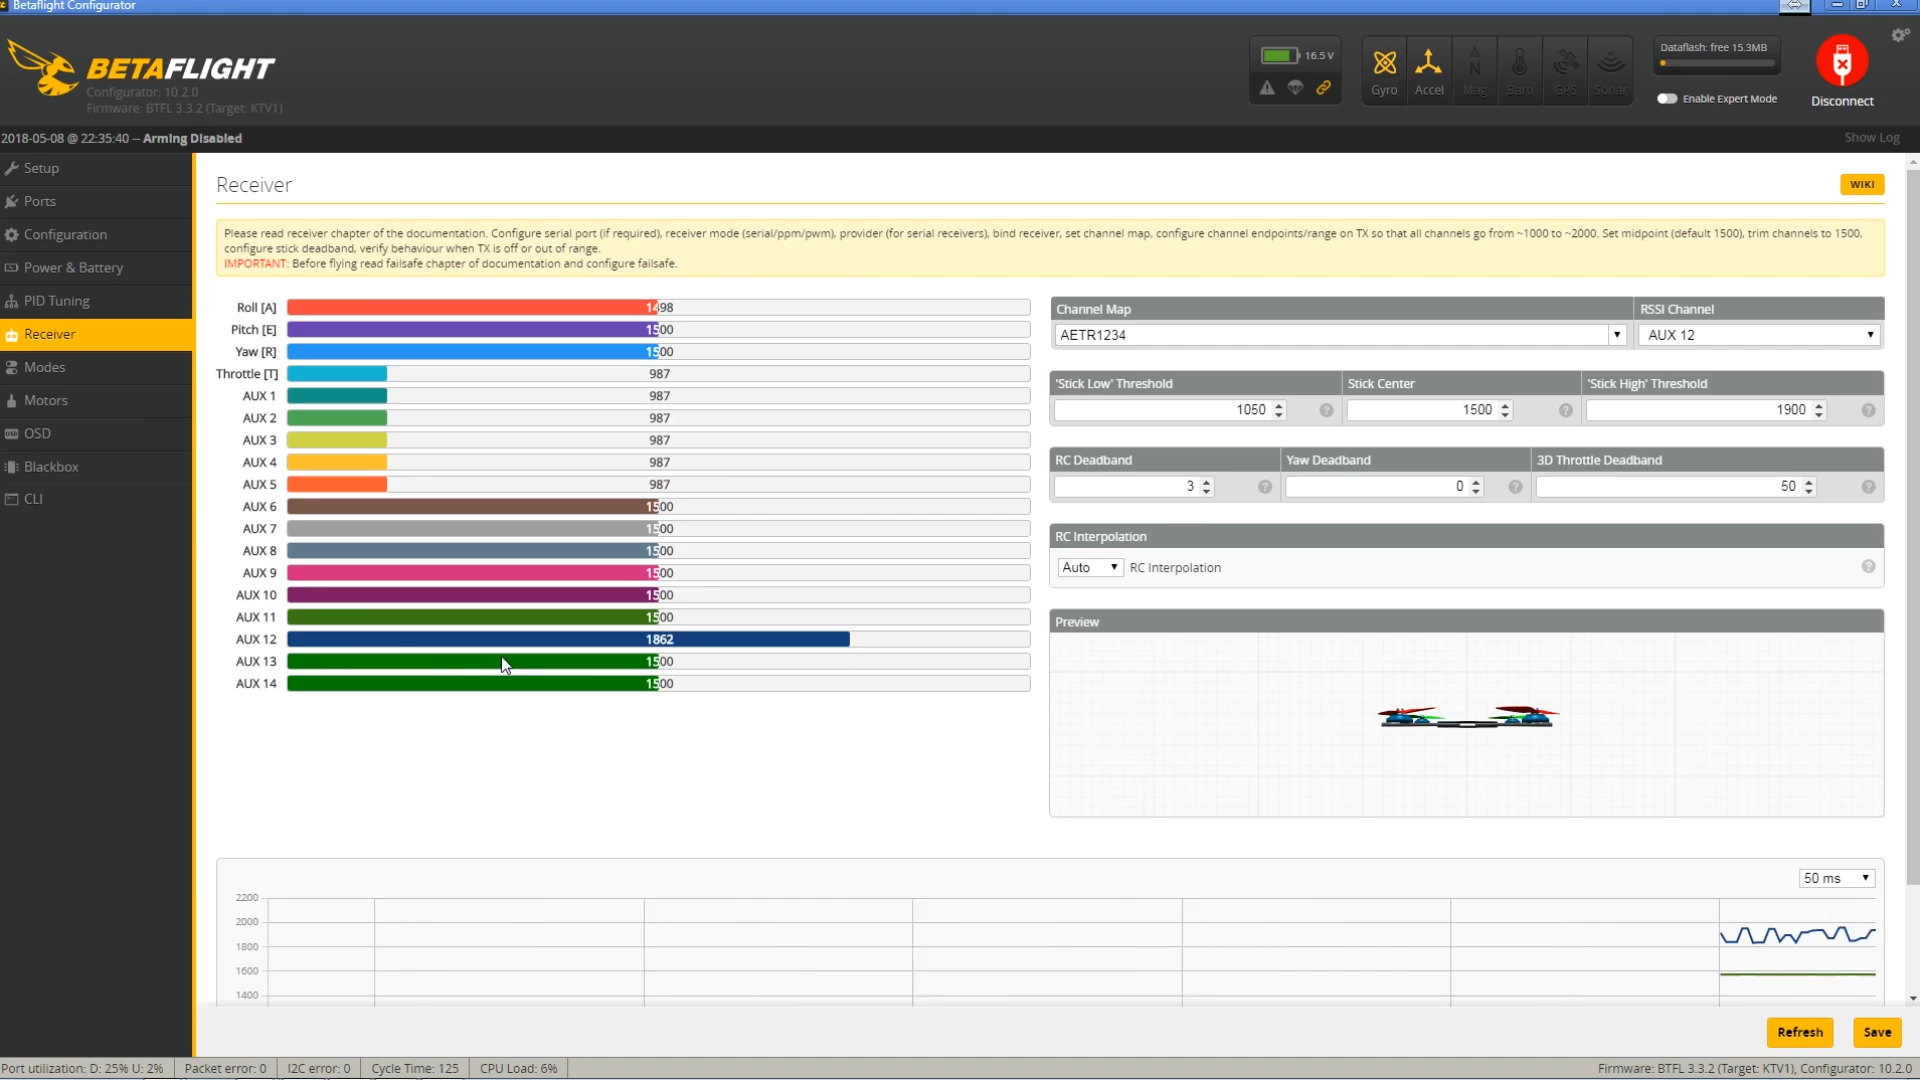 Betaflight Configurator
BETAFLIGHT
Configurator: 10.2.0
Firmware: BTFL 3.3.2 (Target: KTV1)
16.5 V
Gyro
Accel
Mag
Baro
GPS
Sonar
Dataflash: free 15.3MB
Enable Expert Mode
Disconnect
2018-05-08 @ 22:35:40 -- Arming Disabled
Show Log
Setup
Ports
Configuration
Power & Battery
PID Tuning
Receiver
Modes
Motors
OSD
Blackbox
CLI
Receiver
WIKI
Please read receiver chapter of the documentation. Configure serial port (if required), receiver mode (serial/ppm/pwm), provider (for serial receivers), bind receiver, set channel map, configure channel endpoints/range on TX so that all channels go from ~1000 to ~2000. Set midpoint (default 1500), trim channels to 1500,
configure stick deadband, verify behaviour when TX is off or out of range.
IMPORTANT: Before flying read failsafe chapter of documentation and configure failsafe.
Roll [A] 1498
Pitch [E] 1500
Yaw [R] 1500
Throttle [T] 987
AUX 1 987
AUX 2 987
AUX 3 987
AUX 4 987
AUX 5 987
AUX 6 1500
AUX 7 1500
AUX 8 1500
AUX 9 1500
AUX 10 1500
AUX 11 1500
AUX 12 1862
AUX 13 1500
AUX 14 1500
Channel Map RSSI Channel
AETR1234 AUX 12
'Stick Low' Threshold Stick Center 'Stick High' Threshold
1050 1500 1900
RC Deadband Yaw Deadband 3D Throttle Deadband
3 0 50
RC Interpolation
Auto RC Interpolation
Preview
50 ms
2200
2000
1800
1600
1400
Refresh Save
Port utilization: D: 25% U: 2% Packet error: 0 I2C error: 0 Cycle Time: 125 CPU Load: 6% Firmware: BTFL 3.3.2 (Target: KTV1), Configurator: 10.2.0